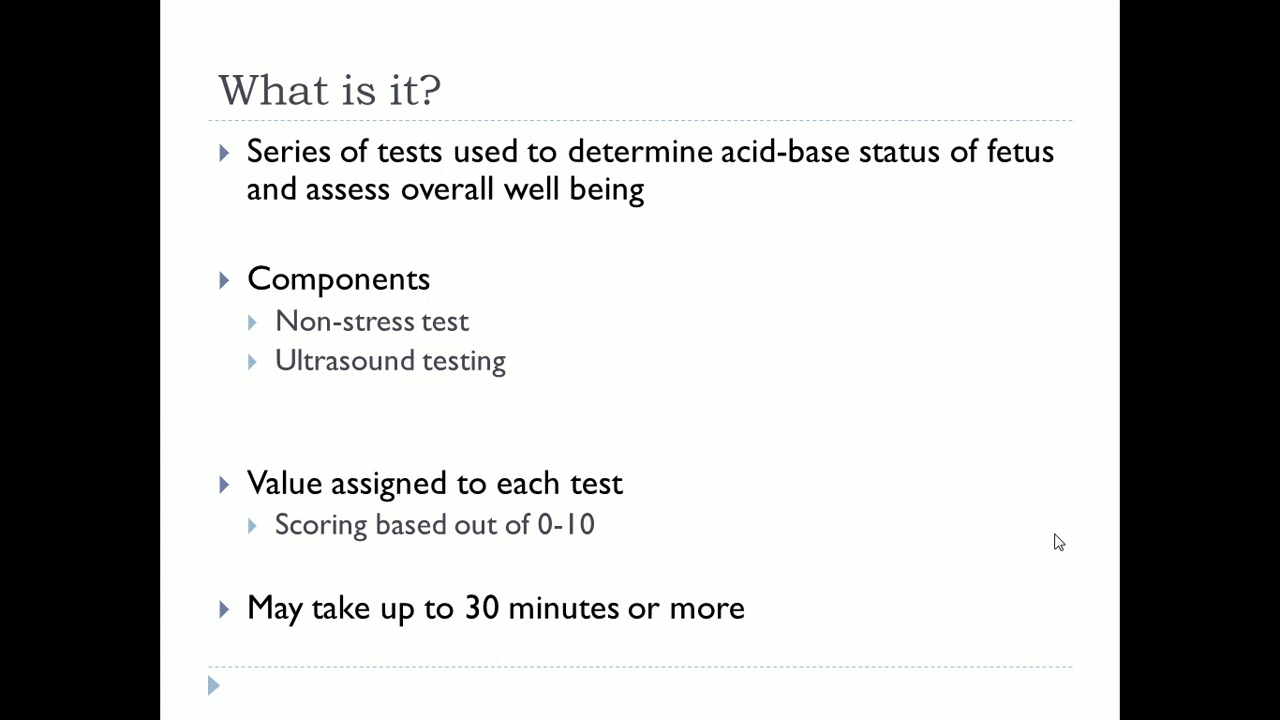 What is it?
Series of tests used to determine acid-base status of fetus
and assess overall well being
Components
Non-stress test
Ultrasound testing
Value assigned to each test
Scoring based out of 0-10
May take up to 30 minutes or more